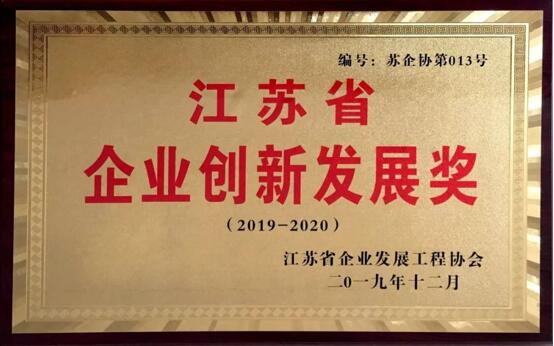 编号：苏企协第013号
江苏省
企业创新发展奖
（2019-2020）
江苏省企业发展工程协会
二0一九年十二月